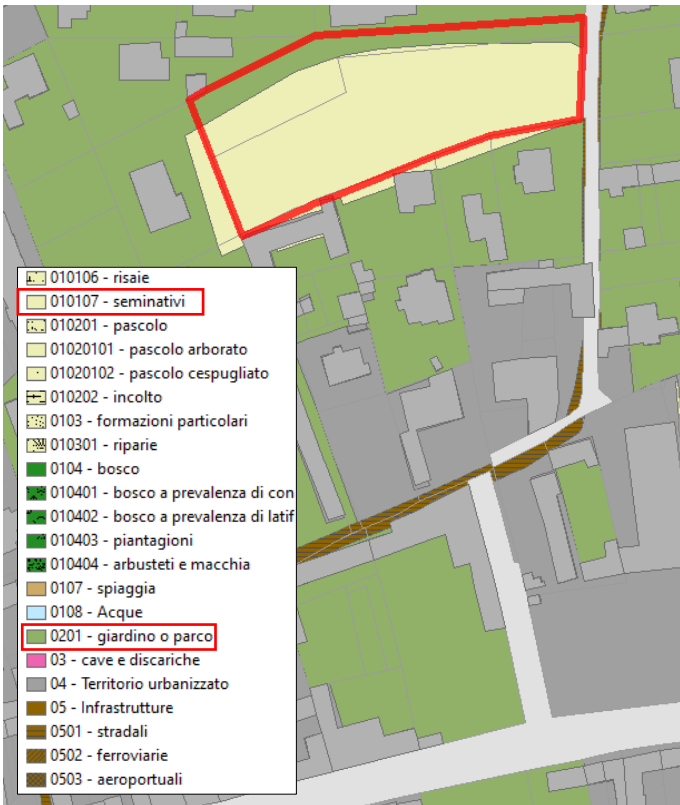 010106 - risaie
010107 - seminativi
010201 - pascolo
01020101 - pascolo arborato
01020102 - pascolo cespugliato
010202 - incolto
0103 - formazioni particolari
010301 - riparie
0104 - bosco
010401 - bosco a prevalenza di con
010402 - bosco a prevalenza di latif
010403 - piantagioni
010404 - arbusteti e macchia
0107 - spiaggia
0108 - Acque
0201 - giardino o parco
03 - cave e discariche
04 - Territorio urbanizzato
05 - Infrastrutture
0501 - stradali
0502 - ferroviarie
0503 - aeroportuali